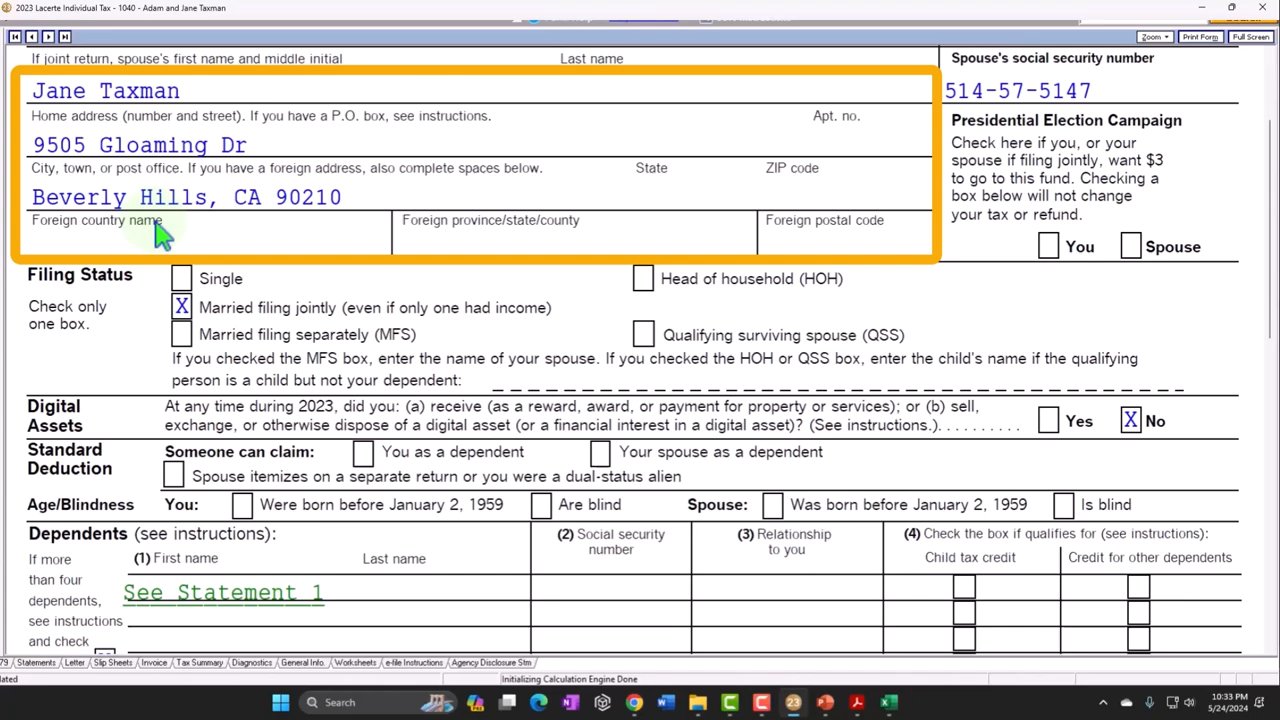 2023 Lacerte Individual Tax - 1040 - Adam and Jane Taxman
Zoom Print Form Full Screen
If joint return, spouse's first name and middle initial Last name Spouse's social security number
Jane Taxman 514-57-5147
Home address (number and street). If you have a P.O. box, see instructions. Apt. no. Presidential Election Campaign
9505 Gloaming Dr
City, town, or post office. If you have a foreign address, also complete spaces below. State ZIP code
Beverly Hills, CA 90210
Foreign country name Foreign province/state/county Foreign postal code
Check here if you, or your
spouse if filing jointly, want $3
to go to this fund. Checking a
box below will not change
your tax or refund.
You Spouse
Filing Status Single Head of household (HOH)
Check only
one box.
X Married filing jointly (even if only one had income)
Married filing separately (MFS) Qualifying surviving spouse (QSS)
If you checked the MFS box, enter the name of your spouse. If you checked the HOH or QSS box, enter the child's name if the qualifying
person is a child but not your dependent:
Digital
Assets
At any time during 2023, did you: (a) receive (as a reward, award, or payment for property or services); or (b) sell,
exchange, or otherwise dispose of a digital asset (or a financial interest in a digital asset)? (See instructions.) . . . . . . . . . . Yes X No
Standard
Deduction
Someone can claim: You as a dependent Your spouse as a dependent
Spouse itemizes on a separate return or you were a dual-status alien
Age/Blindness You: Were born before January 2, 1959 Are blind Spouse: Was born before January 2, 1959 Is blind
Dependents (see instructions): (2) Social security number (3) Relationship to you (4) Check the box if qualifies for (see instructions):
(1) First name Last name Child tax credit Credit for other dependents
If more
than four
dependents,
see instructions
and check
See Statement 1
79 Statements Letter Slip Sheets Invoice Tax Summary Diagnostics General Info. Worksheets e-file Instructions Agency Disclosure Stm
Initializing Calculation Engine Done
Search
23
10:33 PM
5/24/2024